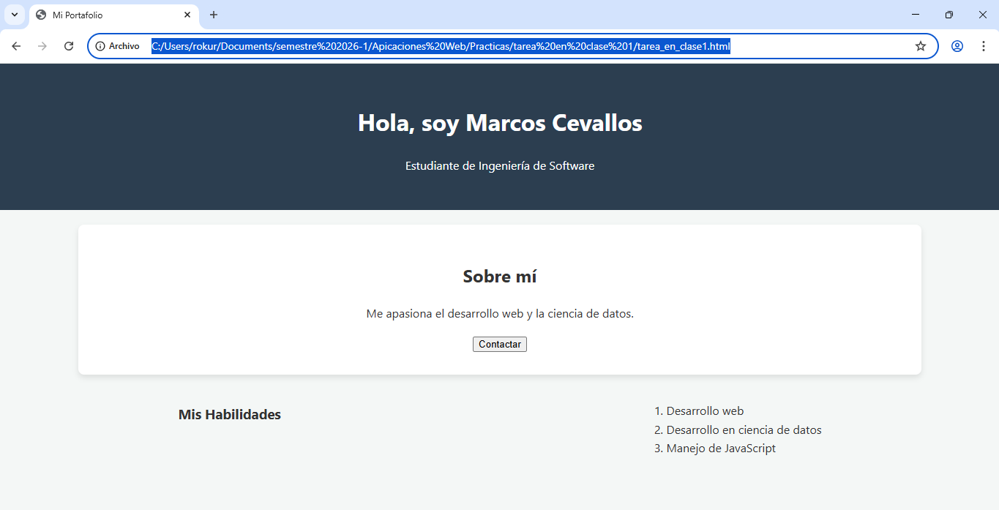 Mi Portafolio
Archivo
C:/Users/rokur/Documents/semestre%202026-1/Apicaciones%20Web/Practicas/tarea%20en%20clase%201/tarea_en_clase1.html
Hola, soy Marcos Cevallos
Estudiante de Ingeniería de Software
Sobre mí
Me apasiona el desarrollo web y la ciencia de datos.
Contactar
Mis Habilidades
1. Desarrollo web
2. Desarrollo en ciencia de datos
3. Manejo de JavaScript